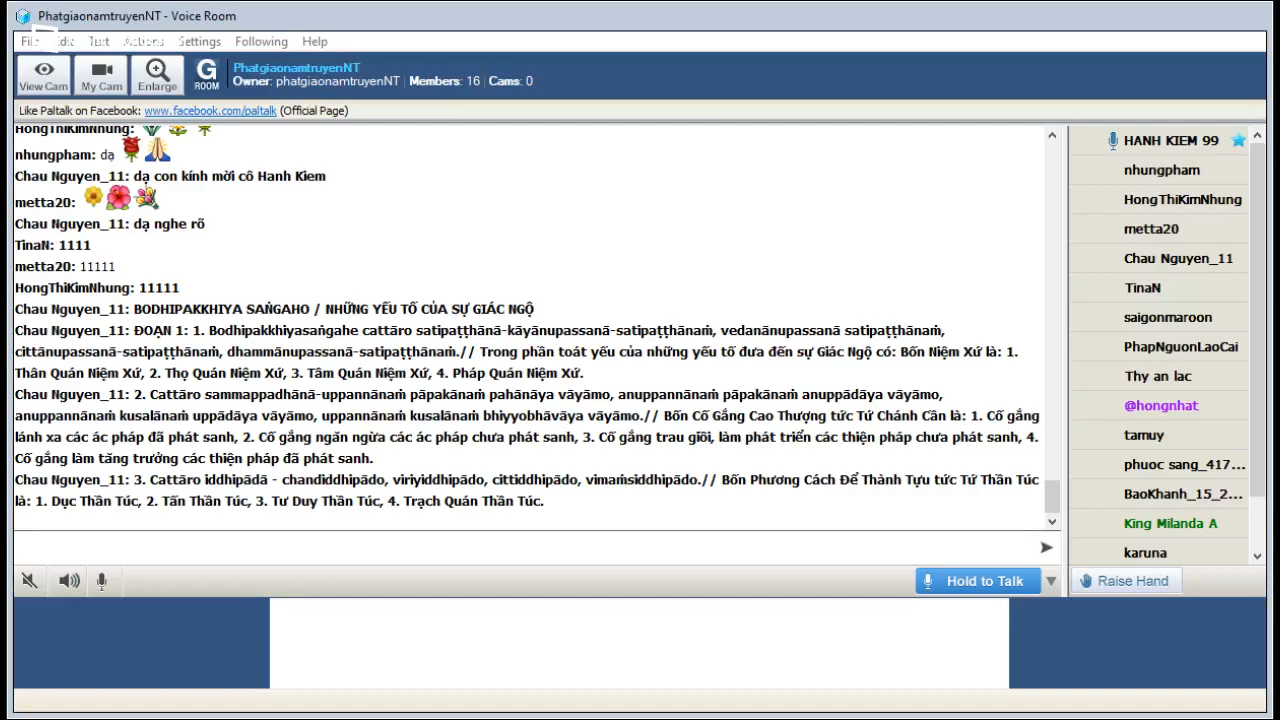 PhatgiaonamtruyenNT - Voice Room
Settings Following Help
View Cam
My Cam
Enlarge
G
ROOM
PhatgiaonamtruyenNT
Owner: phatgiaonamtruyenNT | Members: 16 | Cams: 0
Like Paltalk on Facebook: www.facebook.com/paltalk (Official Page)
HongThiKimNhung:
nhungpham: dạ
Chau Nguyen_11: dạ con kính mời cô Hanh Kiem
metta20:
Chau Nguyen_11: dạ nghe rõ
TinaN: 1111
metta20: 11111
HongThiKimNhung: 11111
Chau Nguyen_11: BODHIPAKKHIYA SAṄGAHO / NHỮNG YẾU TỐ CỦA SỰ GIÁC NGỘ
Chau Nguyen_11: ĐOẠN 1: 1. Bodhipakkhiyasaṅgahe cattāro satipaṭṭhānā-kāyānupassanā-satipaṭṭhānaṁ, vedanānupassanā satipaṭṭhānaṁ,
cittānupassanā-satipaṭṭhānaṁ, dhammānupassanā-satipaṭṭhānaṁ.// Trong phần toát yếu của những yếu tố đưa đến sự Giác Ngộ có: Bốn Niệm Xứ là: 1.
Thân Quán Niệm Xứ, 2. Thọ Quán Niệm Xứ, 3. Tâm Quán Niệm Xứ, 4. Pháp Quán Niệm Xứ.
Chau Nguyen_11: 2. Cattāro sammappadhānā-uppannānaṁ pāpakānaṁ pahānāya vāyāmo, anuppannānaṁ pāpakānaṁ anuppādāya vāyāmo,
anuppannānaṁ kusalānaṁ uppādāya vāyāmo, uppannānaṁ kusalānaṁ bhiyyobhāvāya vāyāmo.// Bốn Cố Gắng Cao Thượng tức Tứ Chánh Cần là: 1. Cố gắng
lánh xa các ác pháp đã phát sanh, 2. Cố gắng ngăn ngừa các ác pháp chưa phát sanh, 3. Cố gắng trau giồi, làm phát triển các thiện pháp chưa phát sanh, 4.
Cố gắng làm tăng trưởng các thiện pháp đã phát sanh.
Chau Nguyen_11: 3. Cattāro iddhipādā - chandiddhipādo, viriyiddhipādo, cittiddhipādo, vimaṁsiddhipādo.// Bốn Phương Cách Để Thành Tựu tức Tứ Thần Túc
là: 1. Dục Thần Túc, 2. Tấn Thần Túc, 3. Tư Duy Thần Túc, 4. Trạch Quán Thần Túc.
HANH KIEM 99
nhungpham
HongThiKimNhung
metta20
Chau Nguyen_11
TinaN
saigonmaroon
PhapNguonLaoCai
Thy an lac
@hongnhat
tamuy
phuoc sang_417...
BaoKhanh_15_2...
King Milanda A
karuna
Hold to Talk
Raise Hand